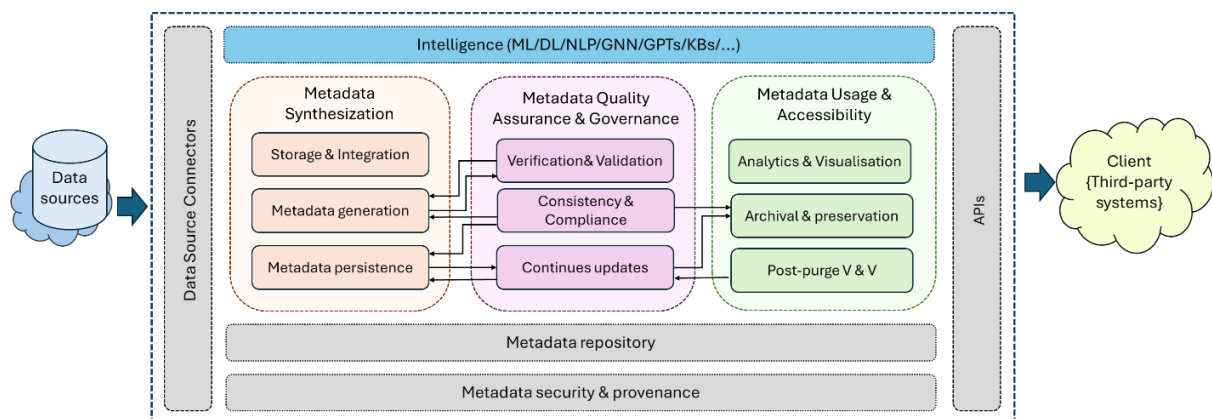 Intelligence (ML/DL/NLP/GNN/GPTs/KBs/...)
Data
sources
Data Source Connectors
Metadata
Synthesization
Storage & Integration
Metadata generation
Metadata persistence
Metadata Quality
Assurance & Governance
Verification& Validation
Consistency &
Compliance
Continues updates
Metadata Usage &
Accessibility
Analytics & Visualisation
Archival & preservation
Post-purge V & V
Metadata repository
Metadata security & provenance
APIs
Client
{Third-party
systems}